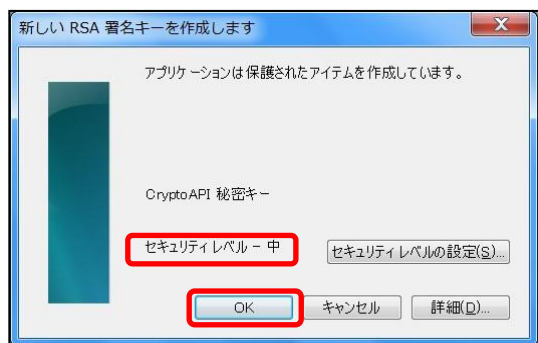 新しい RSA 署名キーを作成します
アプリケーションは保護されたアイテムを作成しています。
CryptoAPI 秘密キー
セキュリティ レベル － 中
セキュリティ レベルの設定(S)...
OK
キャンセル
詳細(D)...